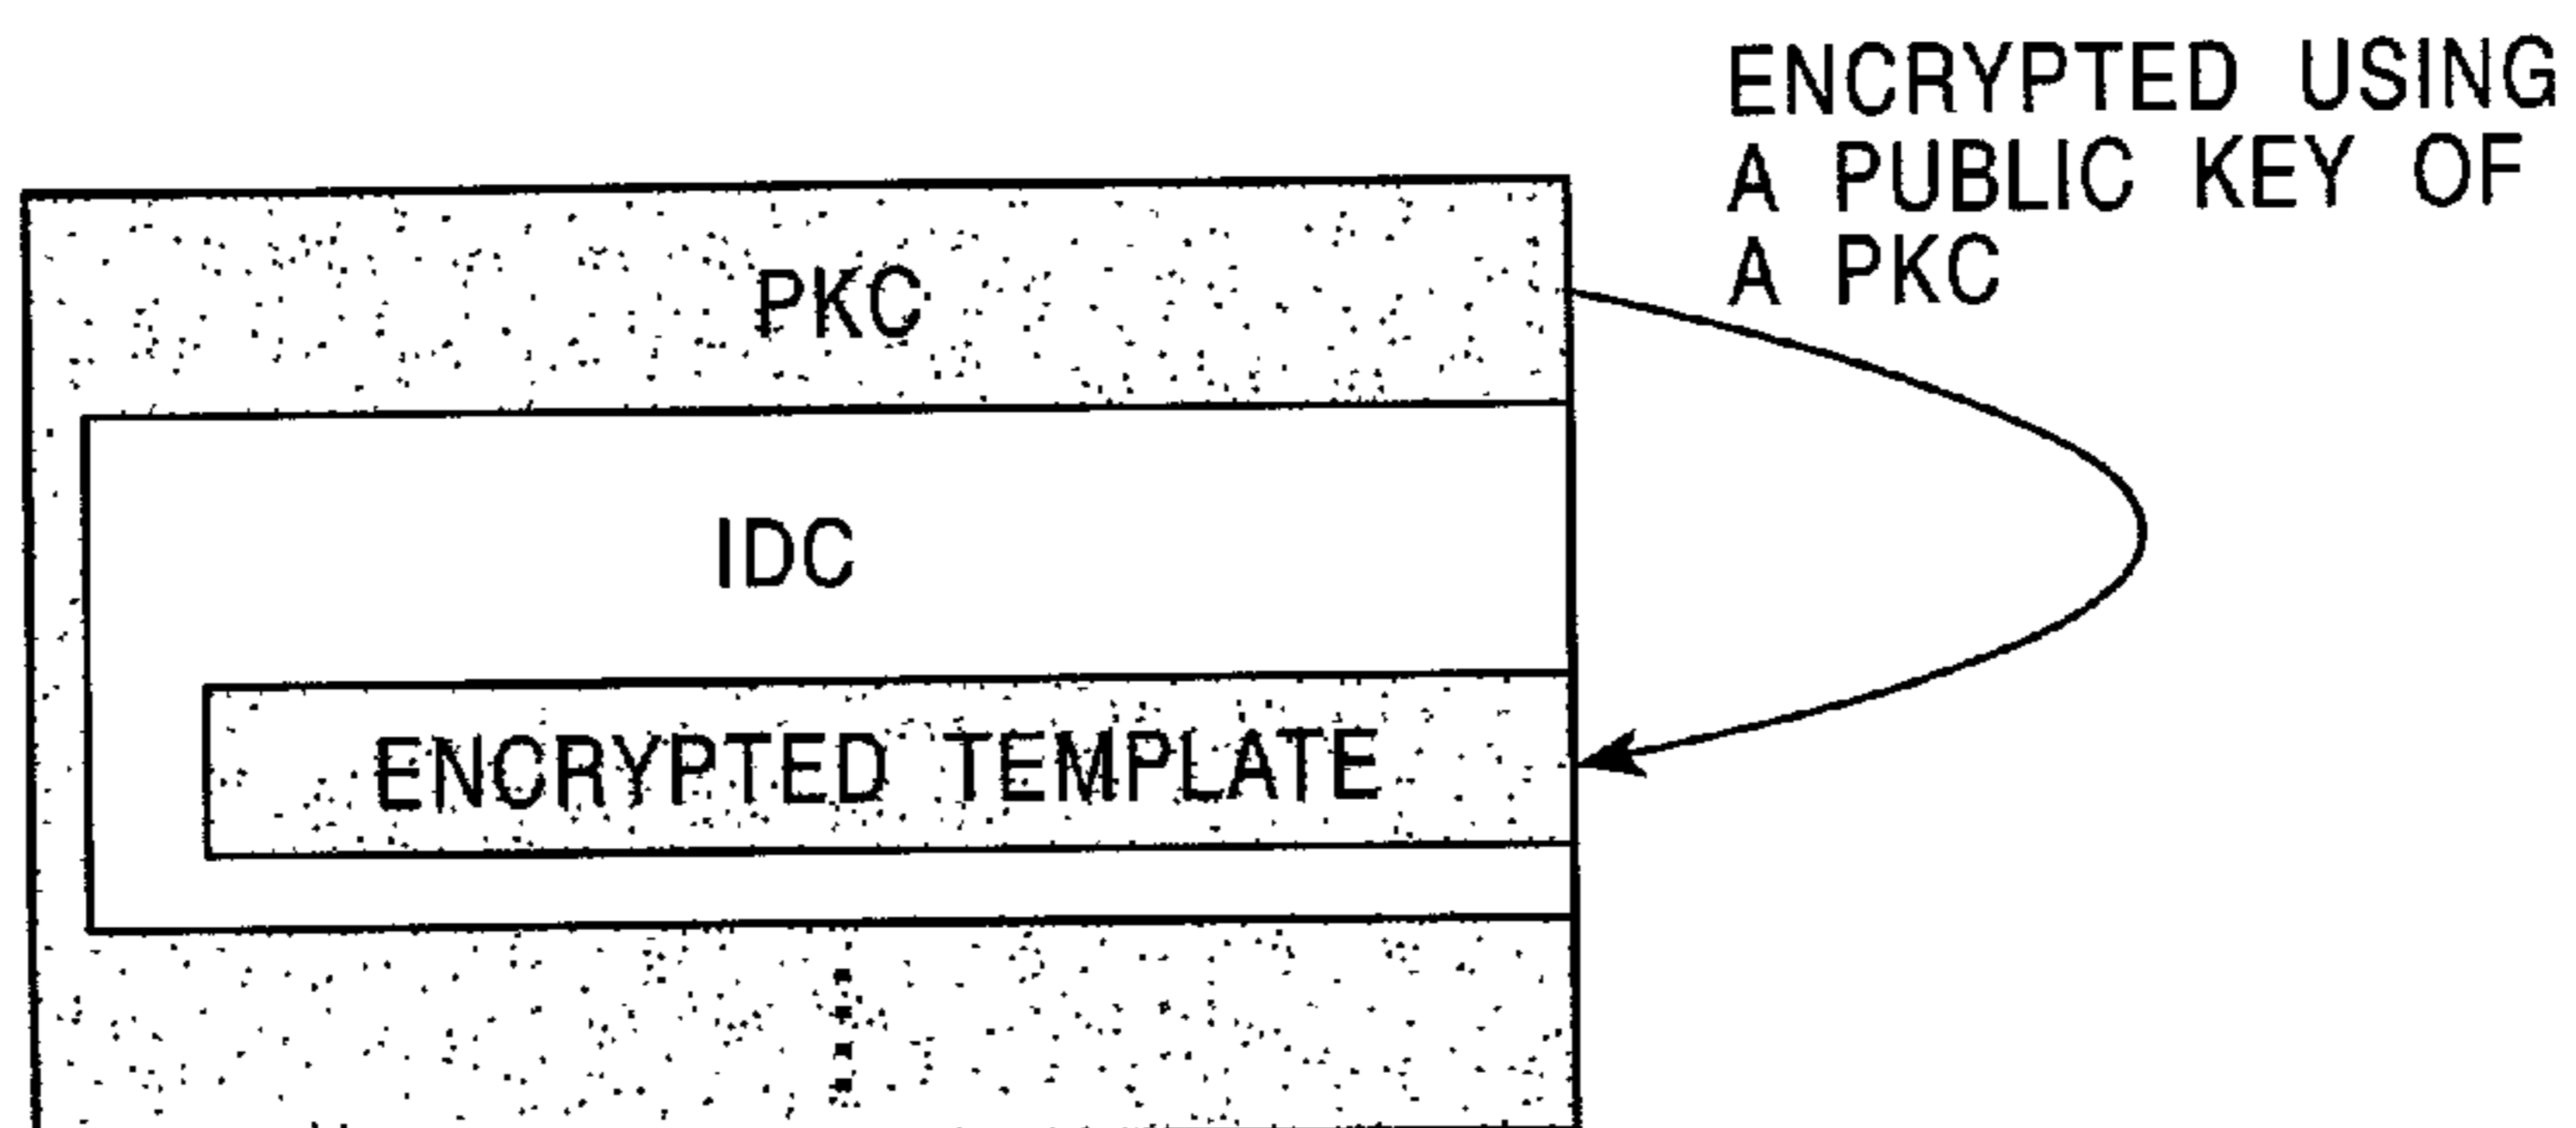 ENCRYPTED USING
A PUBLIC KEY OF
A PKC
PKC
IDC
ENCRYPTED TEMPLATE